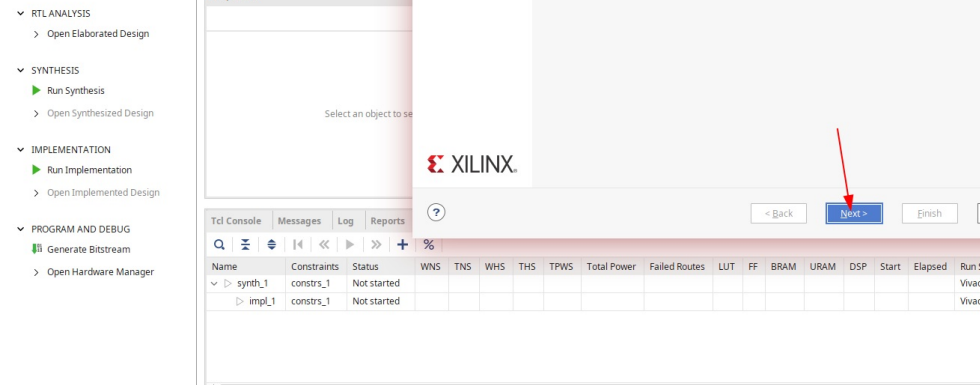 RTL ANALYSIS
Open Elaborated Design
SYNTHESIS
Run Synthesis
Open Synthesized Design
Select an object to se
IMPLEMENTATION
Run Implementation
Open Implemented Design
XILINX.
PROGRAM AND DEBUG
Generate Bitstream
Open Hardware Manager
? < Back Next > Finish
Tcl Console Messages Log Reports
%
Name Constraints Status WNS TNS WHS THS TPWS Total Power Failed Routes LUT FF BRAM URAM DSP Start Elapsed Run S
synth_1 constrs_1 Not started Vivad
impl_1 constrs_1 Not started Vivad